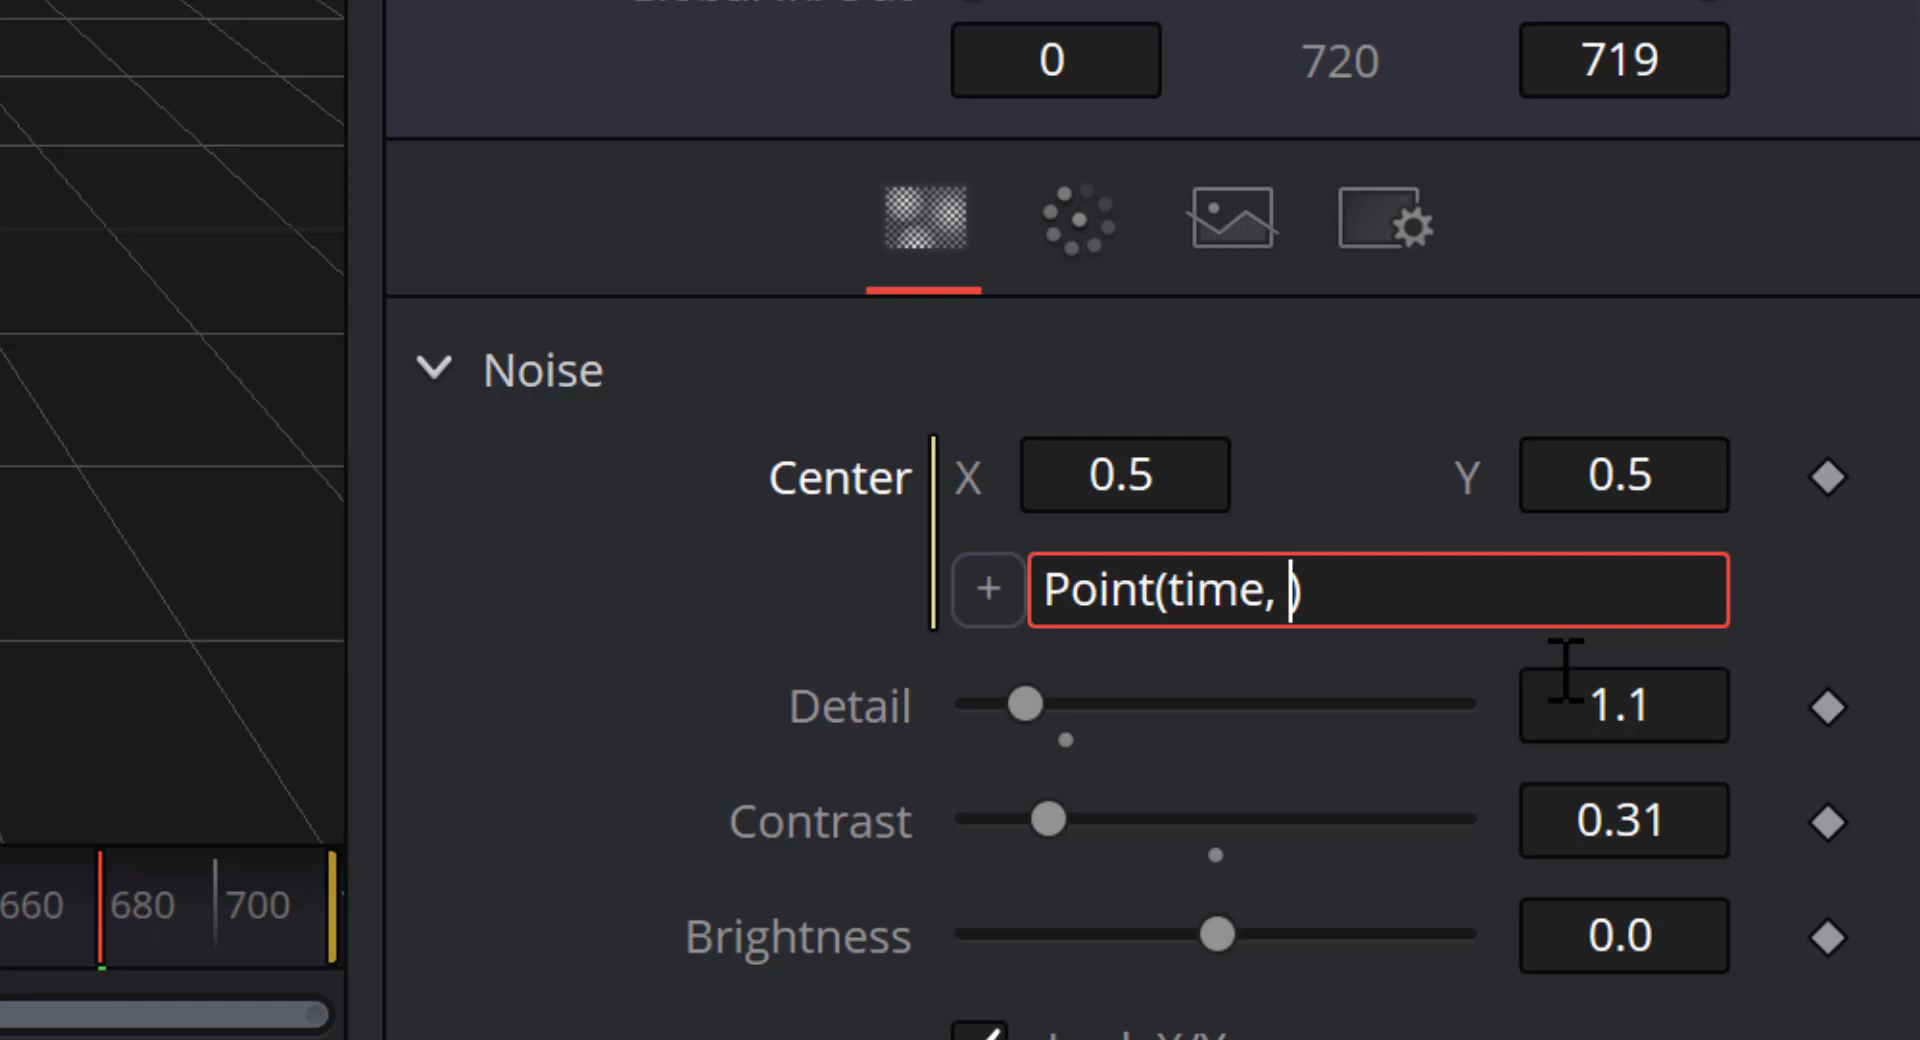 0 720 719
Noise
Center X 0.5 Y 0.5
+ Point(time, )
Detail 1.1
Contrast 0.31
Brightness 0.0
660 680 700